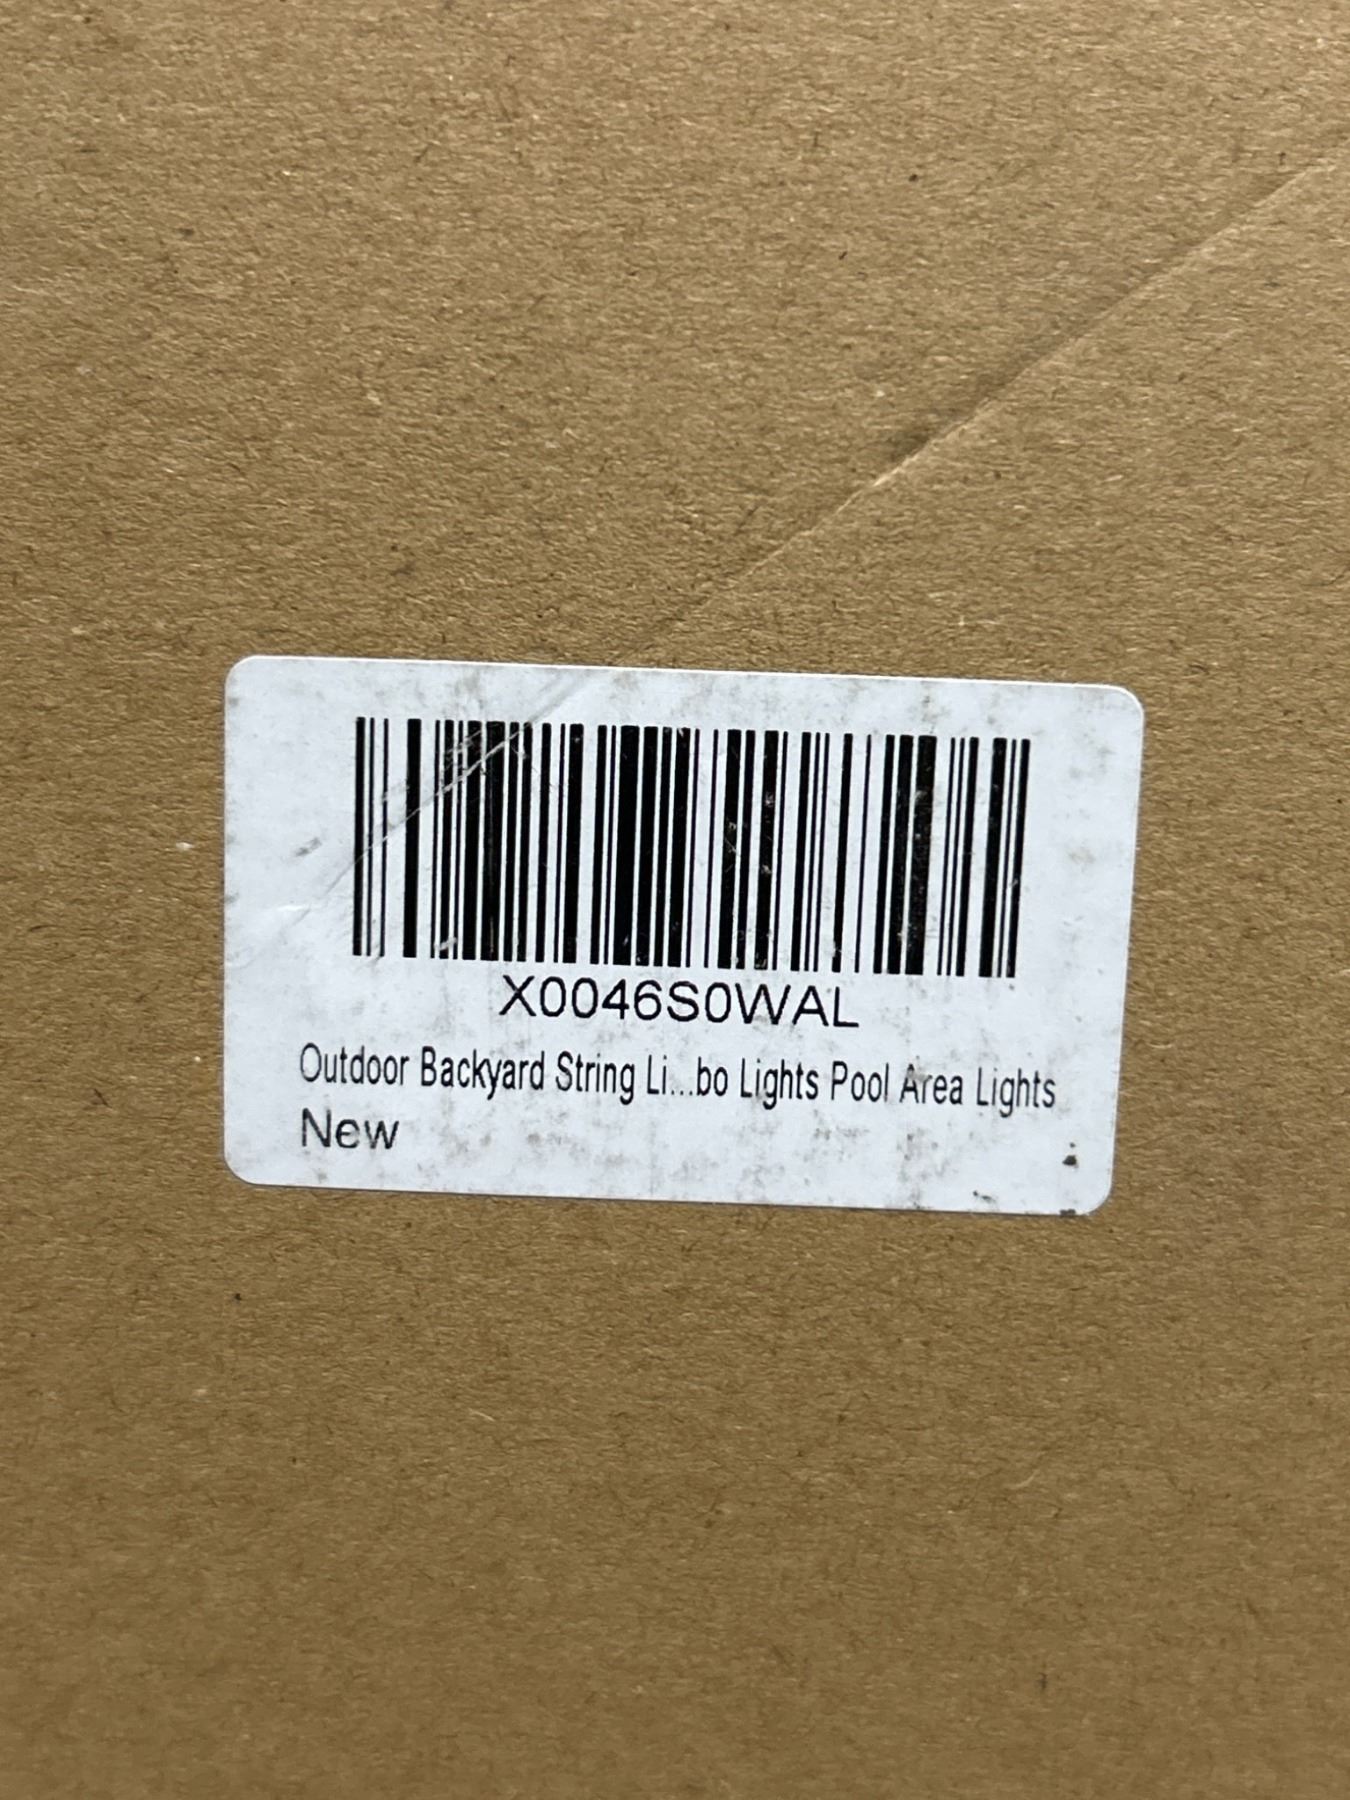 X0046S0WAL
Outdoor Backyard String Li...bo Lights Pool Area Lights
New